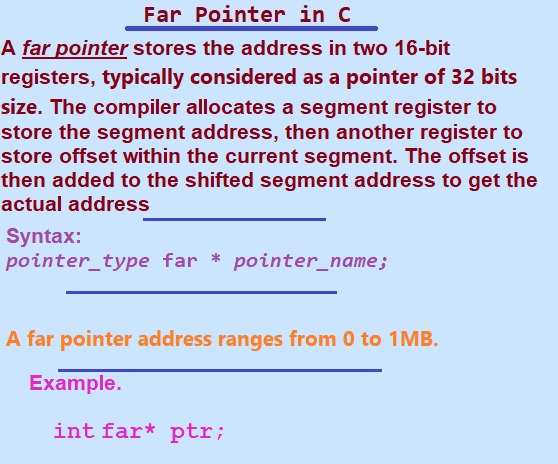 Far Pointer in C
A far pointer stores the address in two 16-bit
registers, typically considered as a pointer of 32 bits
size. The compiler allocates a segment register to
store the segment address, then another register to
store offset within the current segment. The offset is
then added to the shifted segment address to get the
actual address
Syntax:
pointer_type far * pointer_name;
A far pointer address ranges from 0 to 1MB.
Example.
int far* ptr;